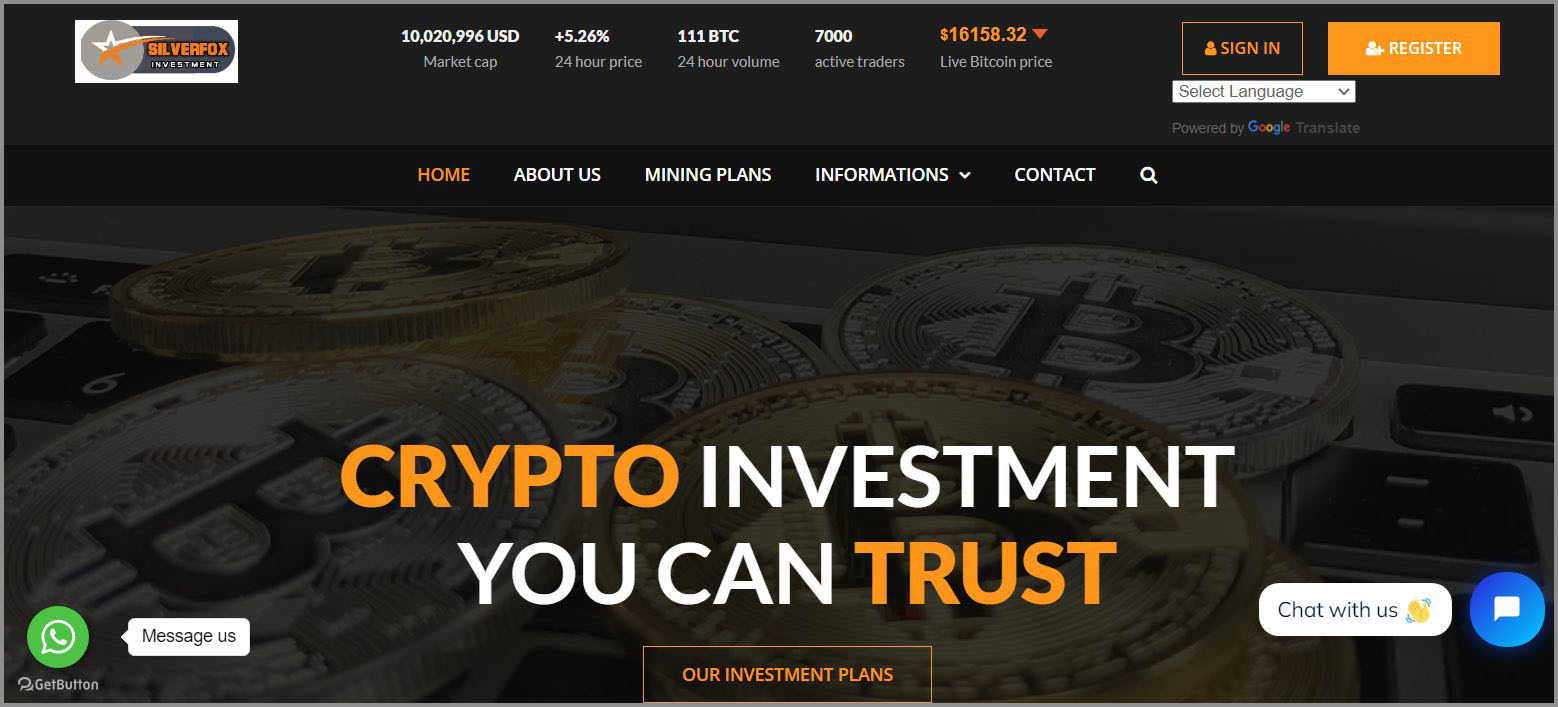 SILVERFOX
INVESTMENT
10,020,996 USD
Market cap
+5.26%
24 hour price
111 BTC
24 hour volume
7000
active traders
$16158.32
Live Bitcoin price
SIGN IN
REGISTER
Select Language
Powered by Google Translate
HOME ABOUT US MINING PLANS INFORMATIONS CONTACT
6
CRYPTO INVESTMENT
YOU CAN TRUST
Chat with us 👋
Message us
OUR INVESTMENT PLANS
GetButton